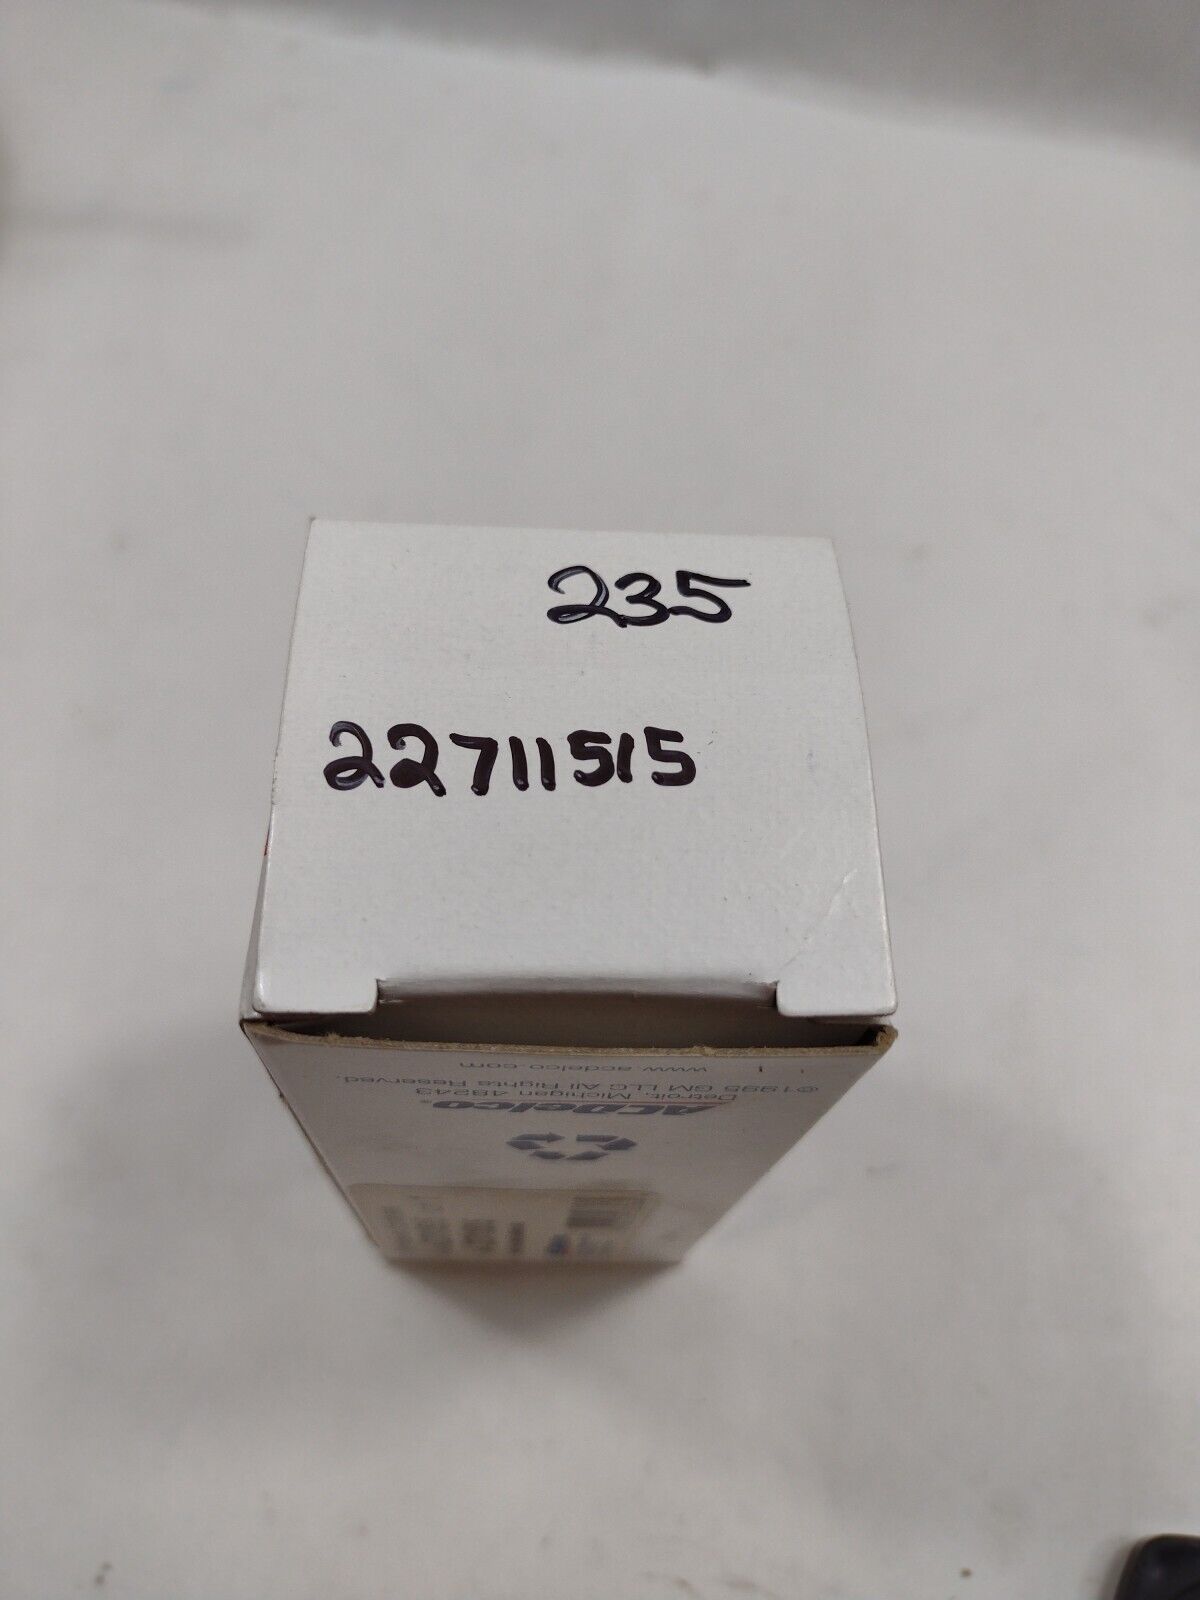 235
22711515
ACDelco®
Detroit, Michigan 48243
©1995 GM LLC All Rights Reserved.
www.acdelco.com